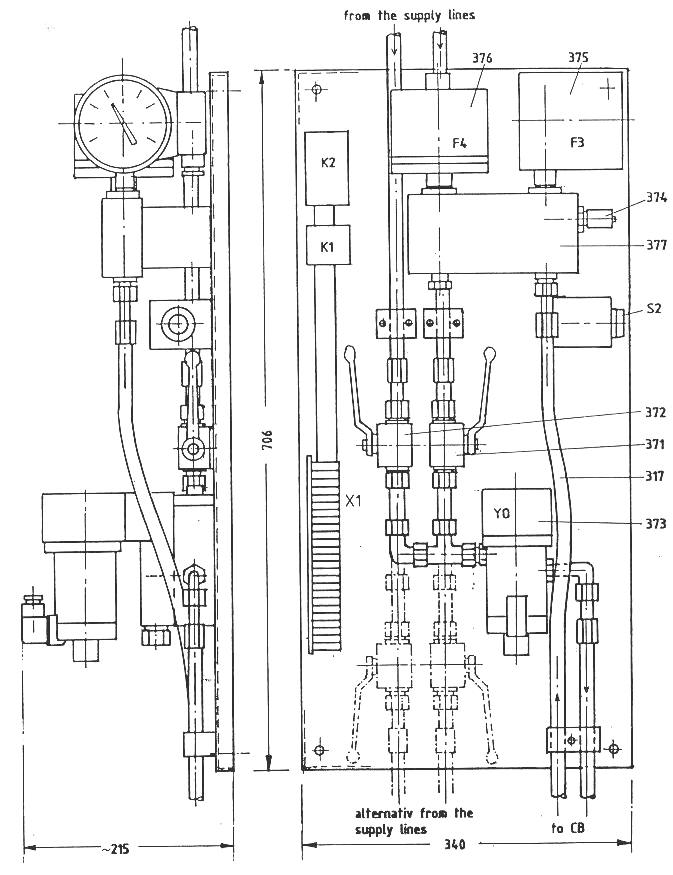 from the supply lines
376
375
F4
F3
K2
374
K1
377
S2
372
371
706
317
X1
Y0
373
alternativ from the
supply lines
to CB
~215
340